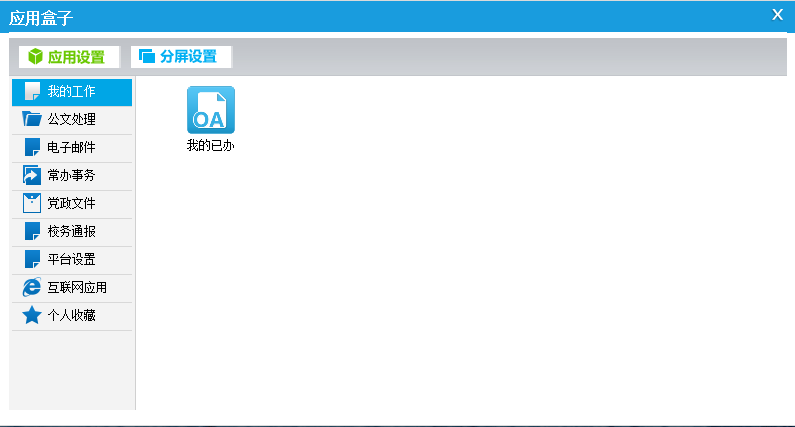 应用盒子
X
应用设置 分屏设置
我的工作
公文处理
电子邮件
常办事务
党政文件
校务通报
平台设置
互联网应用
个人收藏
OA
我的已办